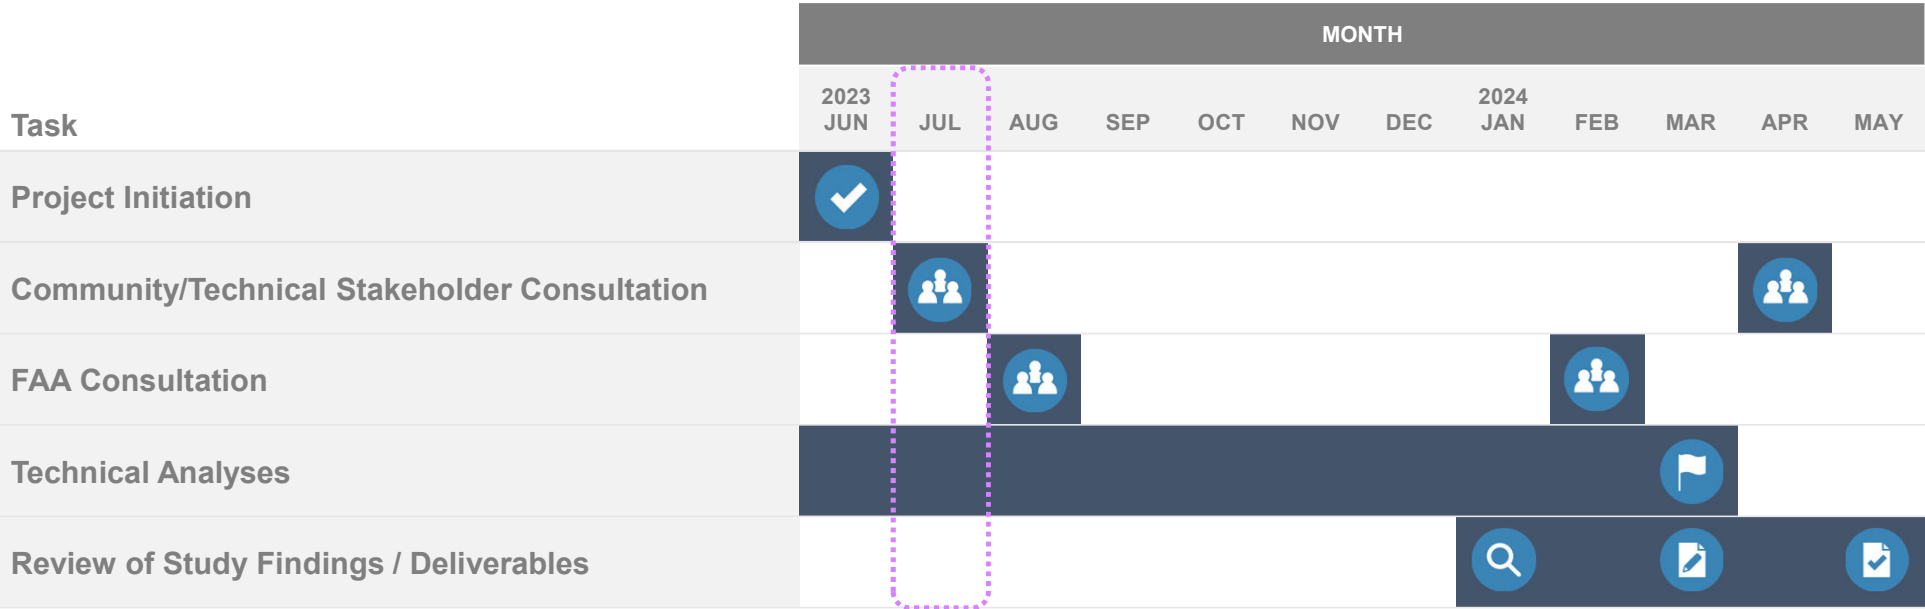 MONTH
2023 2024
Task JUN JUL AUG SEP OCT NOV DEC JAN FEB MAR APR MAY
Project Initiation
Community/Technical Stakeholder Consultation
FAA Consultation
Technical Analyses
Review of Study Findings / Deliverables